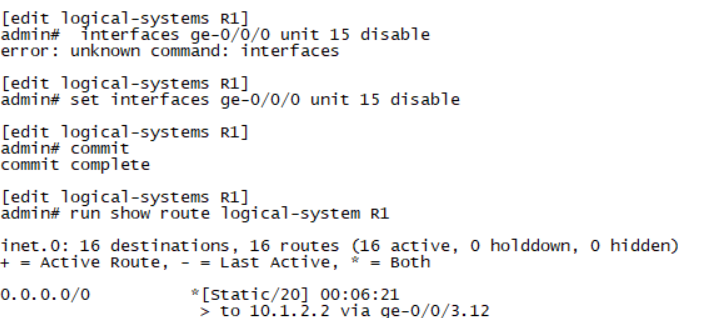 [edit logical-systems R1]
admin#  interfaces ge-0/0/0 unit 15 disable
error: unknown command: interfaces
[edit logical-systems R1]
admin# set interfaces ge-0/0/0 unit 15 disable
[edit logical-systems R1]
admin# commit
commit complete
[edit logical-systems R1]
admin# run show route logical-system R1
inet.0: 16 destinations, 16 routes (16 active, 0 holddown, 0 hidden)
+ = Active Route, - = Last Active, * = Both
0.0.0.0/0          *[Static/20] 00:06:21
                    > to 10.1.2.2 via ge-0/0/3.12